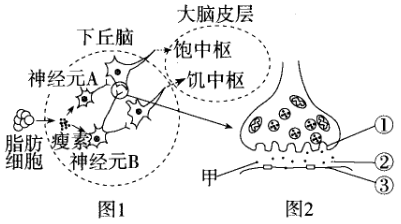 大脑皮层
下丘脑
饱中枢
神经元A
饥中枢
脂肪
细胞
瘦素
神经元B
图1
①
②
甲
③
图2